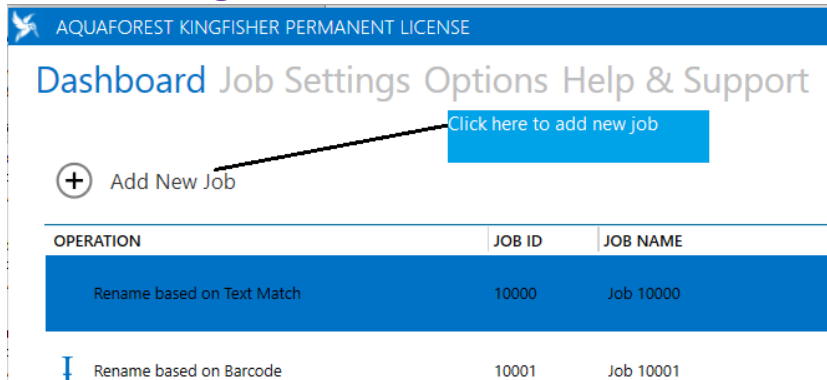 AQUAFOREST KINGFISHER PERMANENT LICENSE
Dashboard Job Settings Options Help & Support
Click here to add new job
Add New Job
OPERATION JOB ID JOB NAME
Rename based on Text Match 10000 Job 10000
Rename based on Barcode 10001 Job 10001